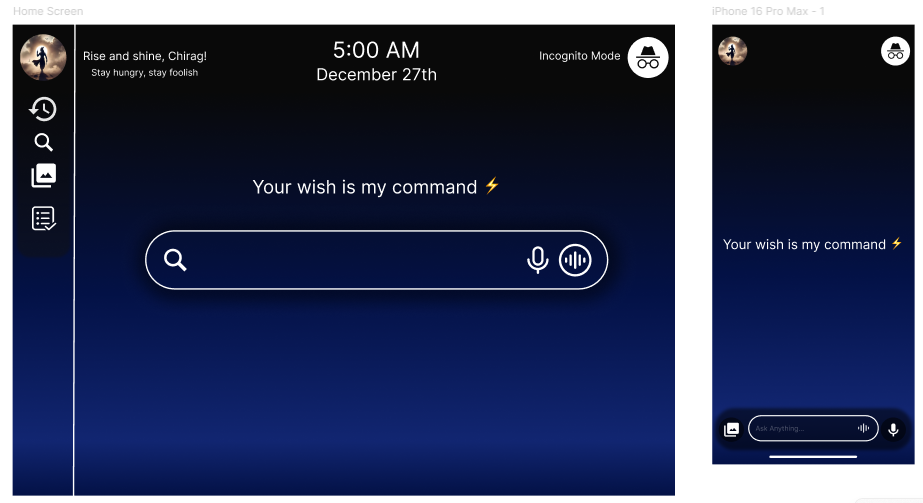 Home Screen
Rise and shine, Chirag!
Stay hungry, stay foolish
5:00 AM
December 27th
Incognito Mode
Your wish is my command ⚡
iPhone 16 Pro Max - 1
Your wish is my command ⚡
Ask Anything...